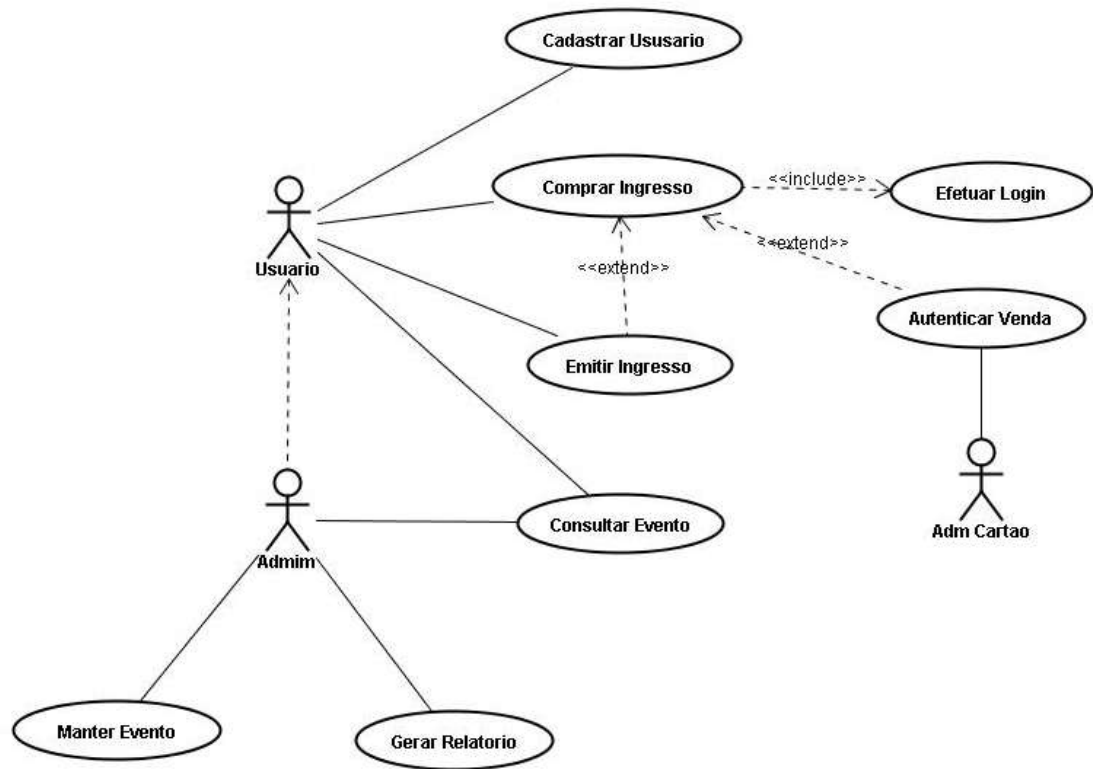 Cadastrar Ususario
Comprar Ingresso
<<include>>
Efetuar Login
<<extend>>
<<extend>>
Usuario
Autenticar Venda
Emitir Ingresso
Consultar Evento
Adm Cartao
Admim
Manter Evento
Gerar Relatorio